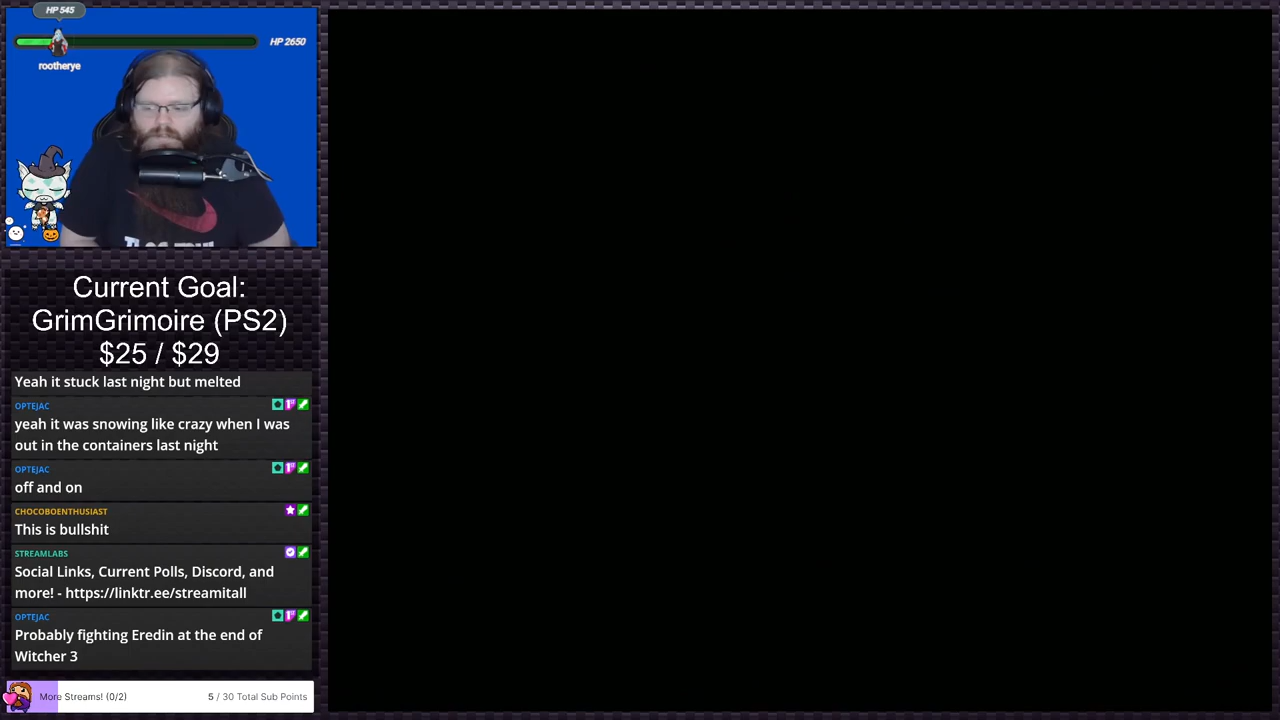 HP 545
HP 2650
rootherye
Current Goal:
GrimGrimoire (PS2)
$25 / $29
Yeah it stuck last night but melted
OPTEJAC
yeah it was snowing like crazy when I was
out in the containers last night
OPTEJAC
off and on
CHOCOBOENTHUSIAST
This is bullshit
STREAMLABS
Social Links, Current Polls, Discord, and
more! - https://linktr.ee/streamitall
OPTEJAC
Probably fighting Eredin at the end of
Witcher 3
More Streams! (0/2)
5 / 30 Total Sub Points